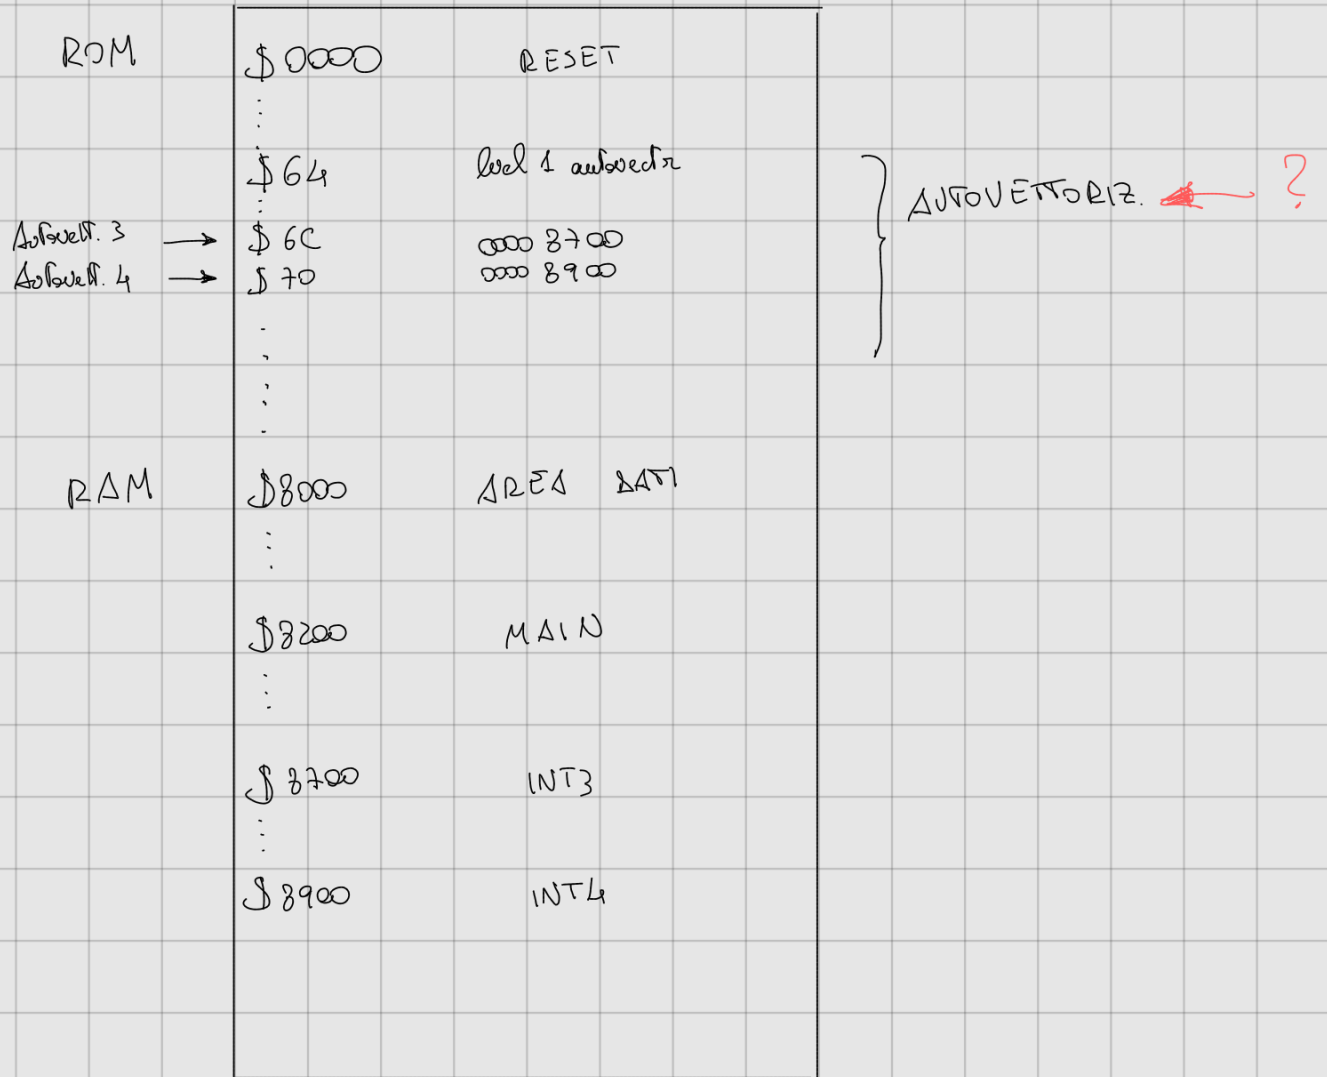 ROM $0000 RESET
$64 level 1 autovector
AUTOVETTORIZ. ?
Autovett. 3 $6C 0000 8700
Autovett. 4 $70 0000 8900
RAM $8000 AREA DATI
$8200 MAIN
$8700 INT3
$8900 INT4